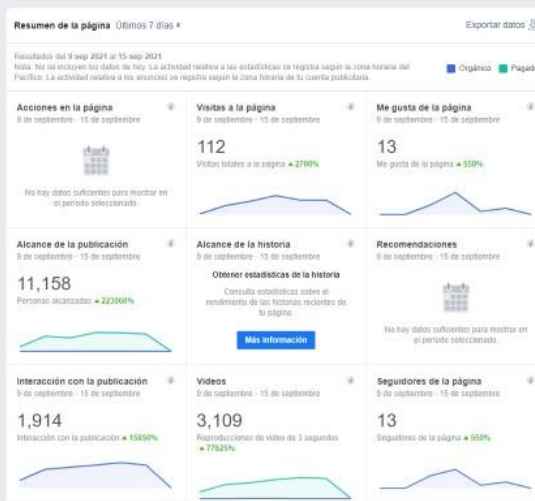 Resumen de la página Últimos 7 días
Exportar datos
Resultados del 9 sep 2021 al 15 sep 2021
Nota: No se incluyen los datos de hoy. La actividad relativa a las estadísticas se registra según la zona horaria del
Pacífico. La actividad relativa a los anuncios se registra según la zona horaria de tu cuenta publicitaria.
Orgánico Pagado
Acciones en la página
9 de septiembre - 15 de septiembre
No hay datos suficientes para mostrar en
el período seleccionado.
Visitas a la página
9 de septiembre - 15 de septiembre
112
Visitas totales a la página ▲ 2700%
Me gusta de la página
9 de septiembre - 15 de septiembre
13
Me gusta de la página ▲ 550%
Alcance de la publicación
9 de septiembre - 15 de septiembre
11,158
Personas alcanzadas ▲ 223060%
Alcance de la historia
9 de septiembre - 15 de septiembre
Obtener estadísticas de la historia
Consulta estadísticas sobre el
rendimiento de las historias recientes de
tu página.
Más información
Recomendaciones
9 de septiembre - 15 de septiembre
No hay datos suficientes para mostrar en
el período seleccionado.
Interacción con la publicación
9 de septiembre - 15 de septiembre
1,914
Interacción con la publicación ▲ 15850%
Videos
9 de septiembre - 15 de septiembre
3,109
Reproducciones de video de 3 segundos
▲ 77625%
Seguidores de la página
9 de septiembre - 15 de septiembre
13
Seguidores de la página ▲ 550%